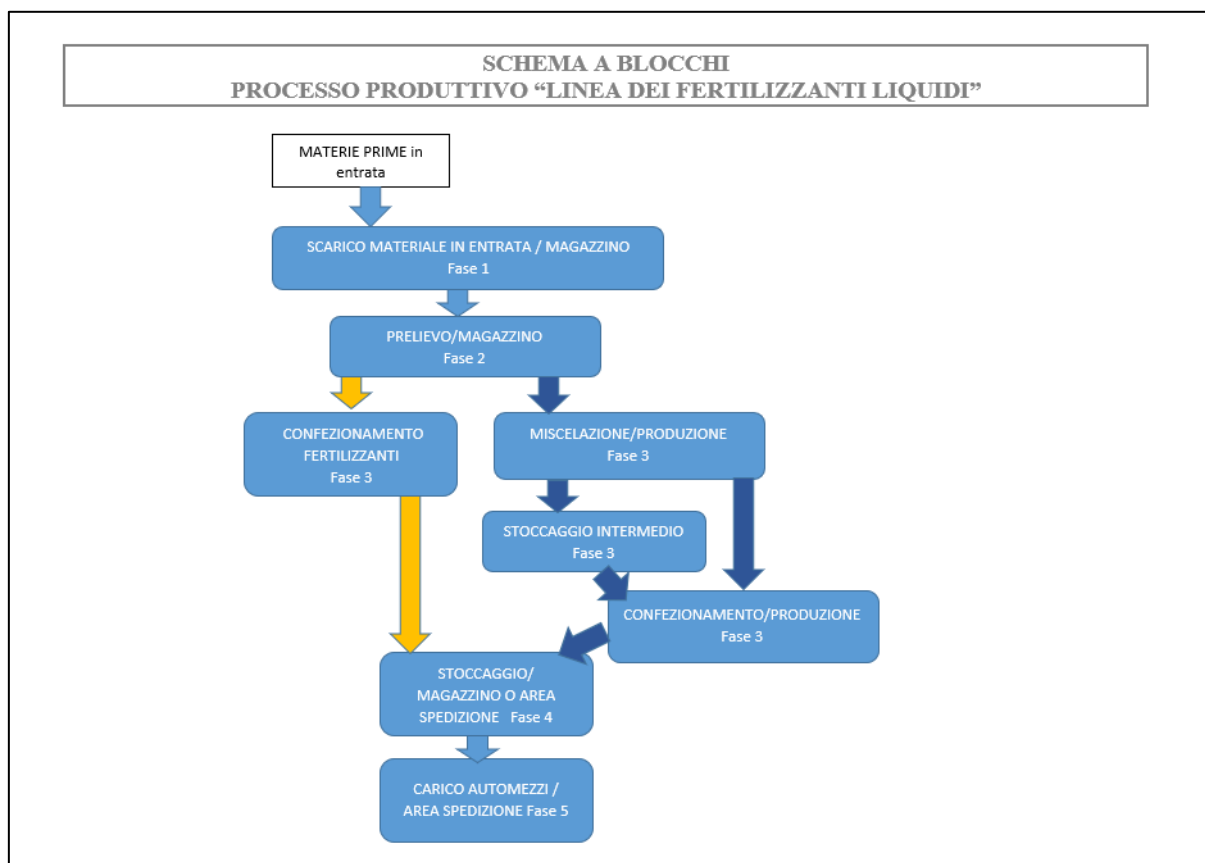 SCHEMA A BLOCCHI
PROCESSO PRODUTTIVO “LINEA DEI FERTILIZZANTI LIQUIDI”
MATERIE PRIME in
entrata
SCARICO MATERIALE IN ENTRATA / MAGAZZINO
Fase 1
PRELIEVO/MAGAZZINO
Fase 2
CONFEZIONAMENTO
FERTILIZZANTI
Fase 3
MISCELAZIONE/PRODUZIONE
Fase 3
STOCCAGGIO INTERMEDIO
Fase 3
CONFEZIONAMENTO/PRODUZIONE
Fase 3
STOCCAGGIO/
MAGAZZINO O AREA
SPEDIZIONE Fase 4
CARICO AUTOMEZZI /
AREA SPEDIZIONE Fase 5